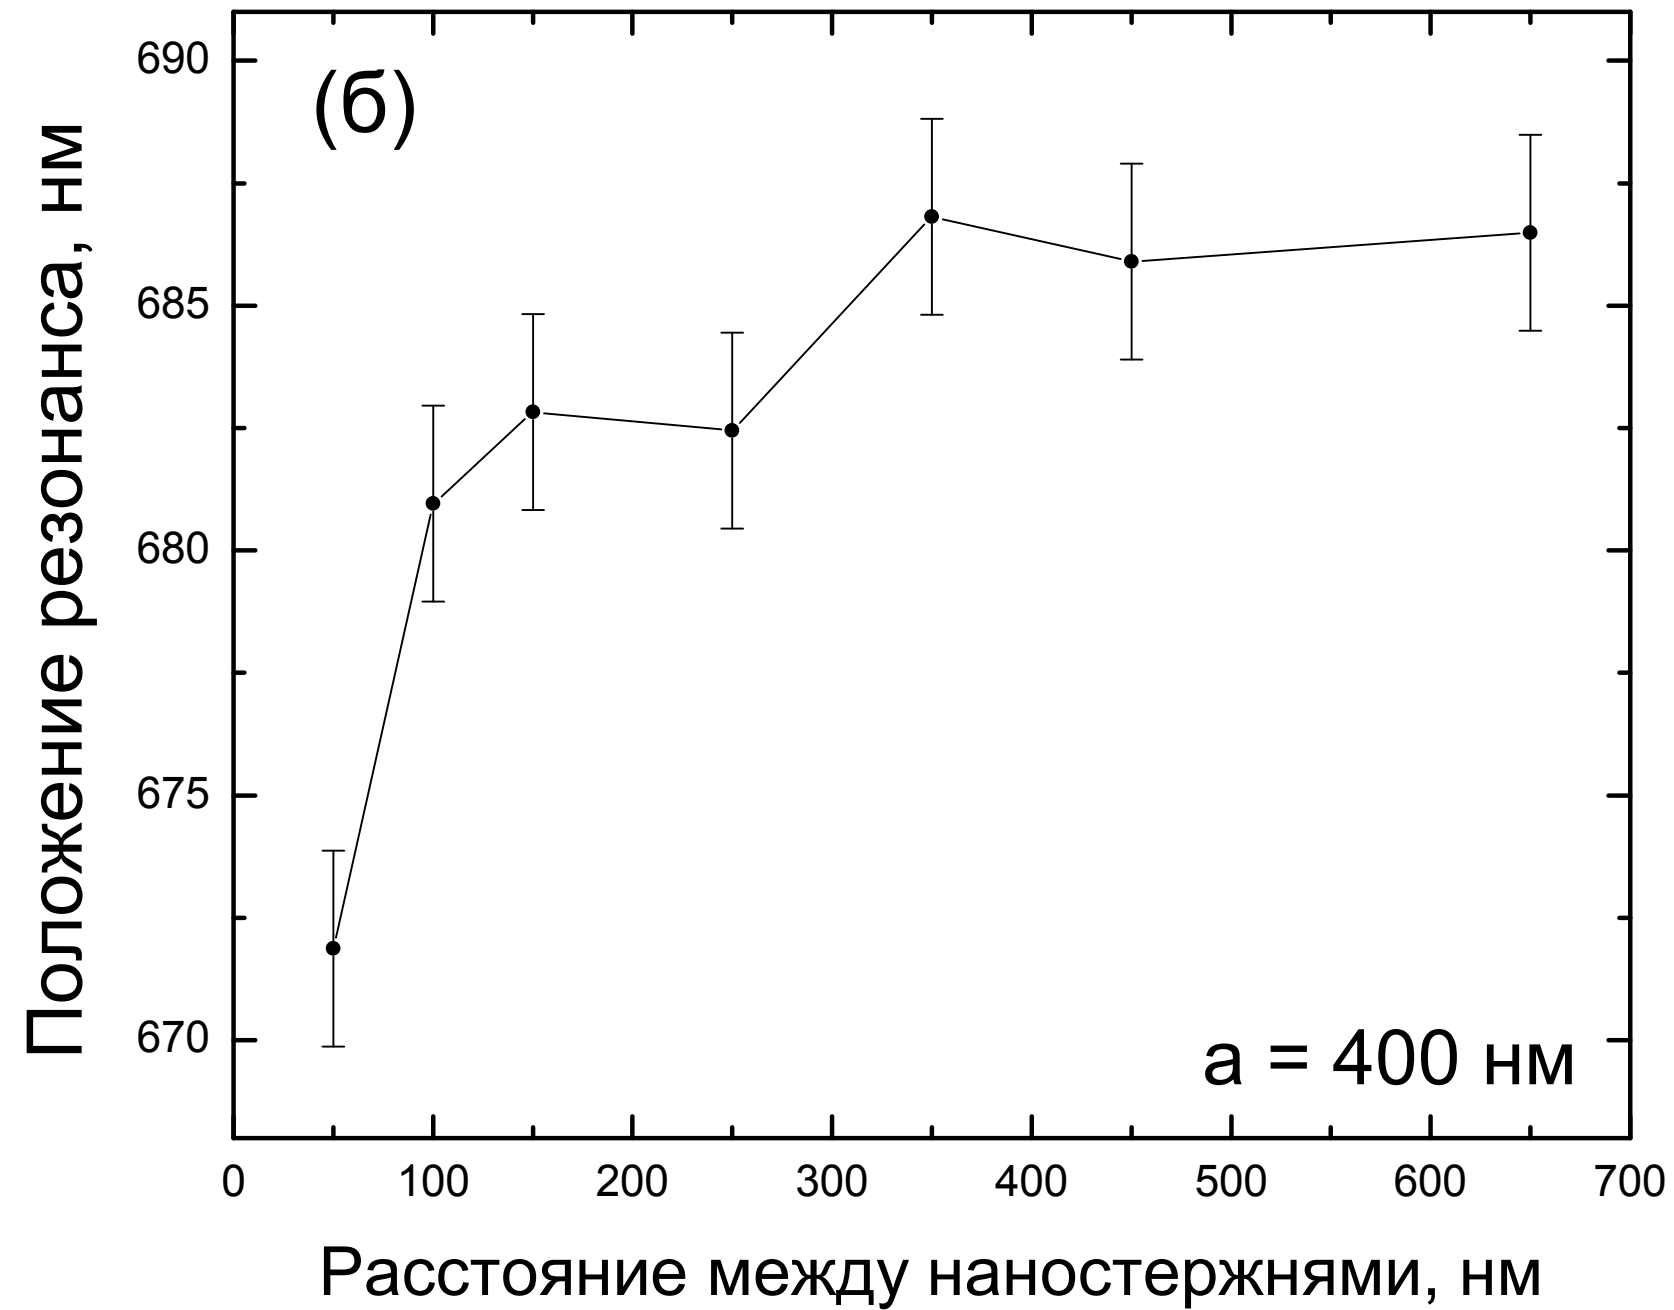 (б)
690
685
680
675
670
Положение резонанса, нм
a = 400 нм
0 100 200 300 400 500 600 700
Расстояние между наностержнями, нм